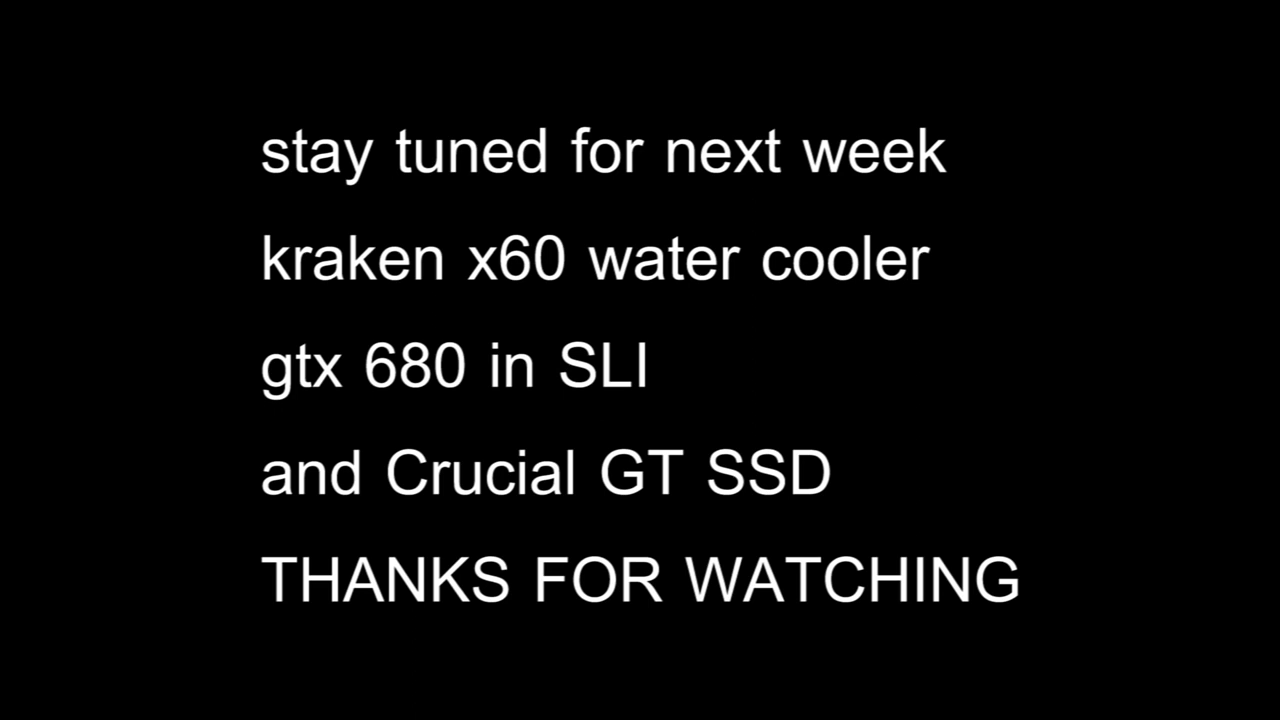 stay tuned for next week
kraken x60 water cooler
gtx 680 in SLI
and Crucial GT SSD
THANKS FOR WATCHING